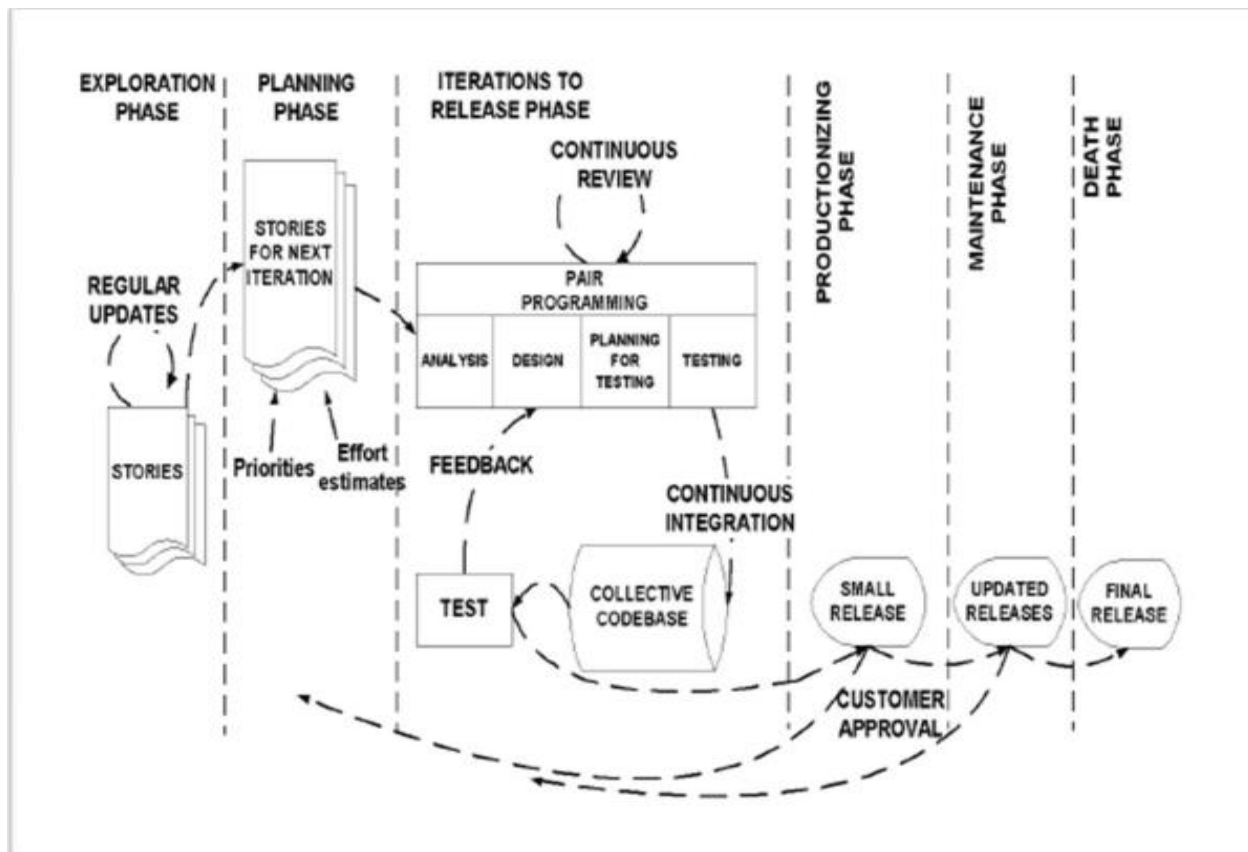 EXPLORATION
PHASE
PLANNING
PHASE
ITERATIONS TO
RELEASE PHASE
PRODUCTIONIZING
PHASE
MAINTENANCE
PHASE
DEATH
PHASE
CONTINUOUS
REVIEW
STORIES
FOR NEXT
ITERATION
REGULAR
UPDATES
PAIR
PROGRAMMING
ANALYSIS
DESIGN
PLANNING
FOR
TESTING
TESTING
STORIES
Priorities
Effort
estimates
FEEDBACK
CONTINUOUS
INTEGRATION
TEST
COLLECTIVE
CODEBASE
SMALL
RELEASE
UPDATED
RELEASES
FINAL
RELEASE
CUSTOMER
APPROVAL